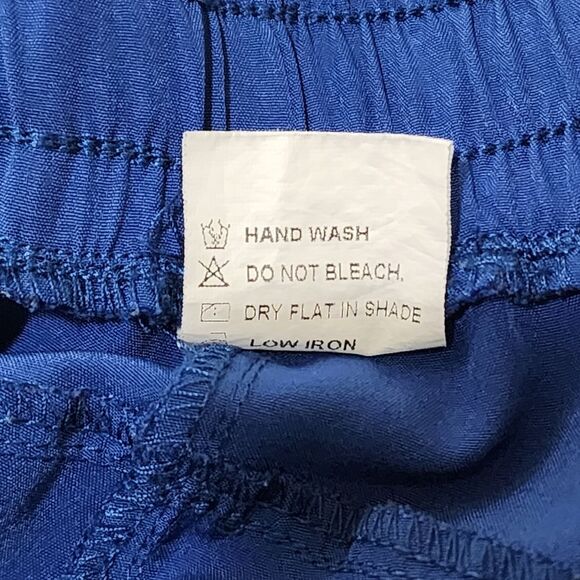 HAND WASH
DO NOT BLEACH.
DRY FLAT IN SHADE
LOW IRON